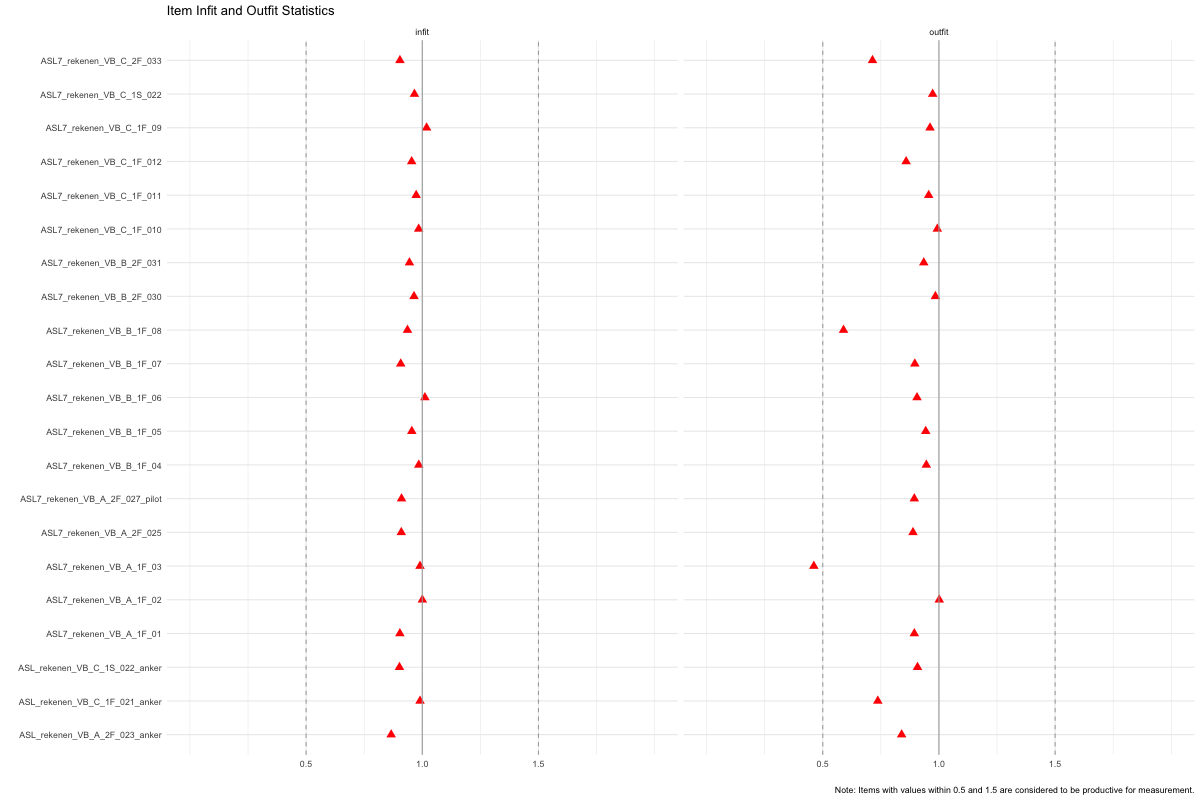 Item Infit and Outfit Statistics
infit outfit
ASL7_rekenen_VB_C_2F_033
ASL7_rekenen_VB_C_1S_022
ASL7_rekenen_VB_C_1F_09
ASL7_rekenen_VB_C_1F_012
ASL7_rekenen_VB_C_1F_011
ASL7_rekenen_VB_C_1F_010
ASL7_rekenen_VB_B_2F_031
ASL7_rekenen_VB_B_2F_030
ASL7_rekenen_VB_B_1F_08
ASL7_rekenen_VB_B_1F_07
ASL7_rekenen_VB_B_1F_06
ASL7_rekenen_VB_B_1F_05
ASL7_rekenen_VB_B_1F_04
ASL7_rekenen_VB_A_2F_027_pilot
ASL7_rekenen_VB_A_2F_025
ASL7_rekenen_VB_A_1F_03
ASL7_rekenen_VB_A_1F_02
ASL7_rekenen_VB_A_1F_01
ASL_rekenen_VB_C_1S_022_anker
ASL_rekenen_VB_C_1F_021_anker
ASL_rekenen_VB_A_2F_023_anker
0.5 1.0 1.5 0.5 1.0 1.5
Note: Items with values within 0.5 and 1.5 are considered to be productive for measurement.